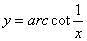 y = arc cot 1/x